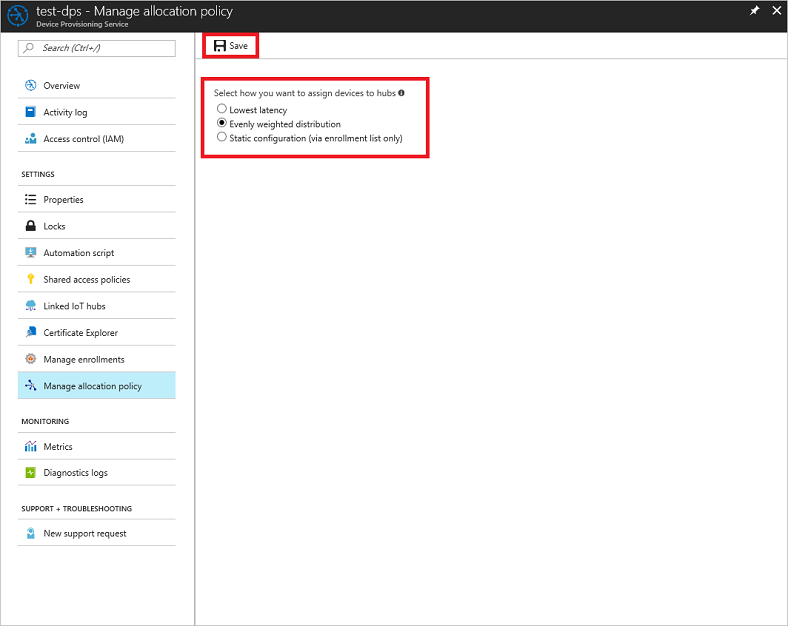 test-dps - Manage allocation policy
Device Provisioning Service
Search (Ctrl+/)
Overview
Activity log
Access control (IAM)
SETTINGS
Properties
Locks
Automation script
Shared access policies
Linked IoT hubs
Certificate Explorer
Manage enrollments
Manage allocation policy
MONITORING
Metrics
Diagnostics logs
SUPPORT + TROUBLESHOOTING
New support request
Save
Select how you want to assign devices to hubs
Lowest latency
Evenly weighted distribution
Static configuration (via enrollment list only)